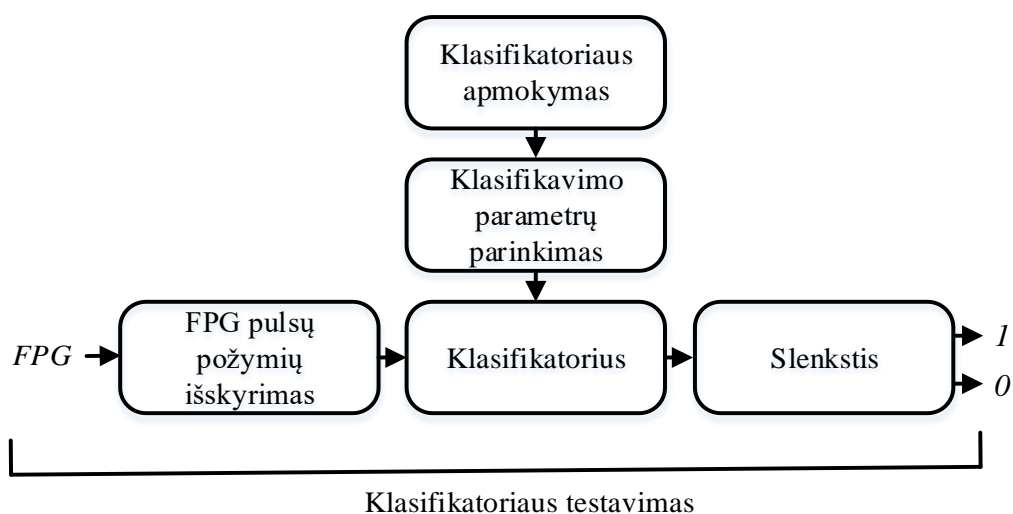 Klasifikatoriaus
apmokymas
Klasifikavimo
parametrų
parinkimas
FPG
FPG pulsų
požymių
išskyrimas
Klasifikatorius
Slenkstis
1
0
Klasifikatoriaus testavimas